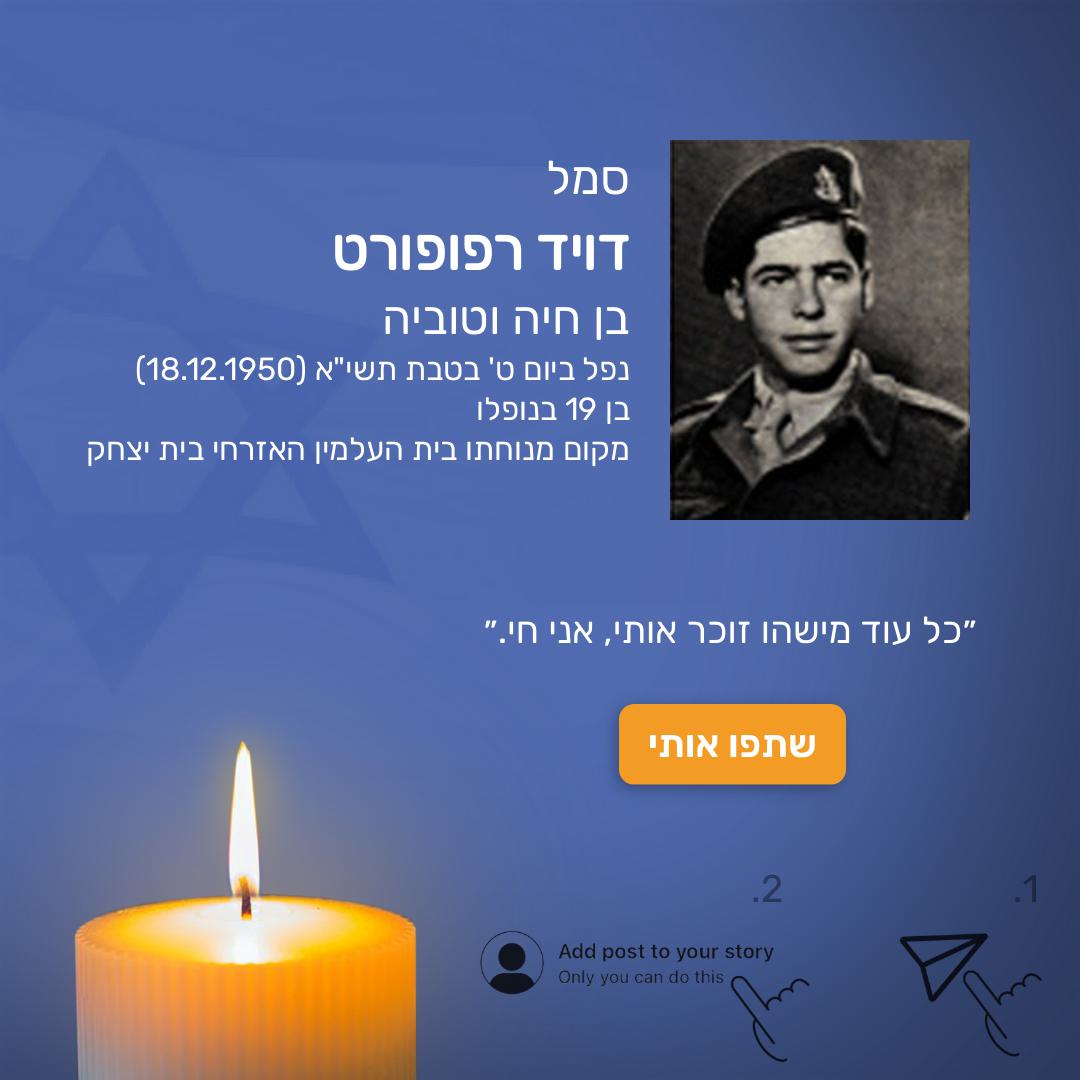 סמל
דויד רפופורט
בן חיה וטוביה
נפל ביום ט' בטבת תשי"א (18.12.1950)
בן 19 בנופלו
מקום מנוחתו בית העלמין האזרחי בית יצחק
״כל עוד מישהו זוכר אותי, אני חי.״
שתפו אותי
1.
2.
Add post to your story
Only you can do this